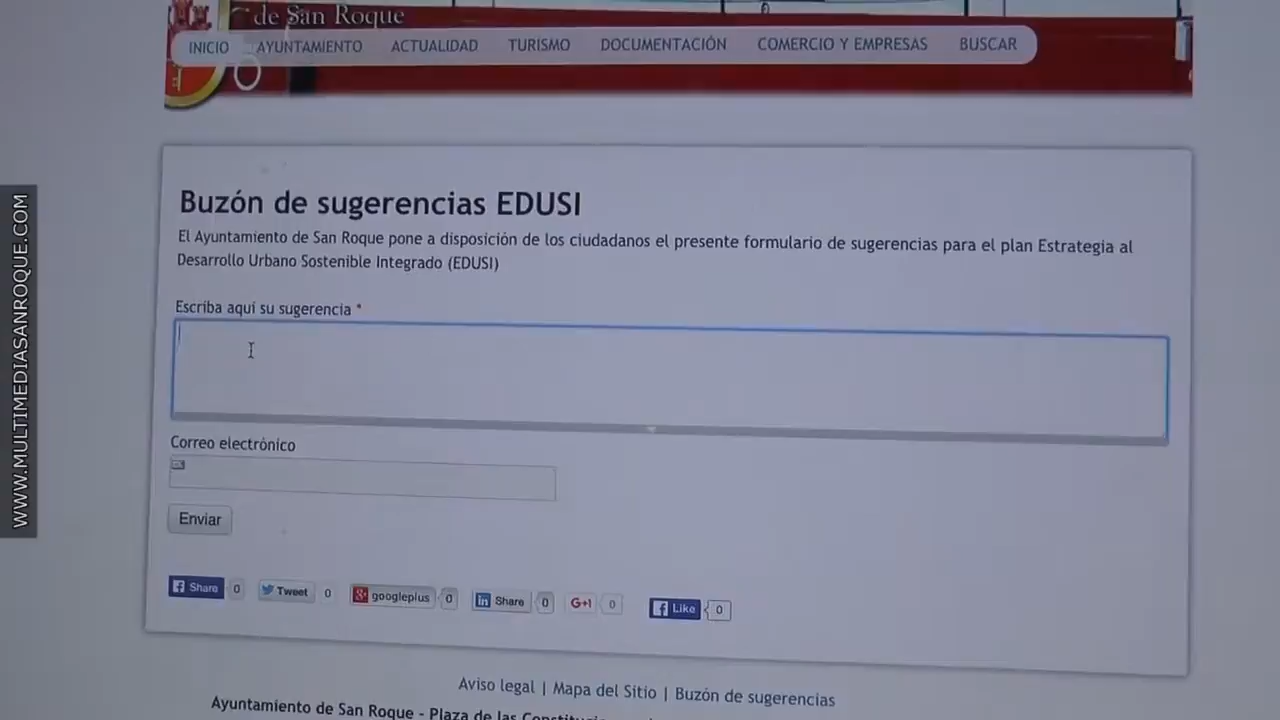 de San Roque
INICIO AYUNTAMIENTO ACTUALIDAD TURISMO DOCUMENTACIÓN COMERCIO Y EMPRESAS BUSCAR
Buzón de sugerencias EDUSI
El Ayuntamiento de San Roque pone a disposición de los ciudadanos el presente formulario de sugerencias para el plan Estrategia al
Desarrollo Urbano Sostenible Integrado (EDUSI)
Escriba aquí su sugerencia *
Correo electrónico
Enviar
Share 0 Tweet 0 googleplus 0 Share 0 G+1 0 Like 0
Aviso legal | Mapa del Sitio | Buzón de sugerencias
Ayuntamiento de San Roque - Plaza de las
WWW.MULTIMEDIASANROQUE.COM